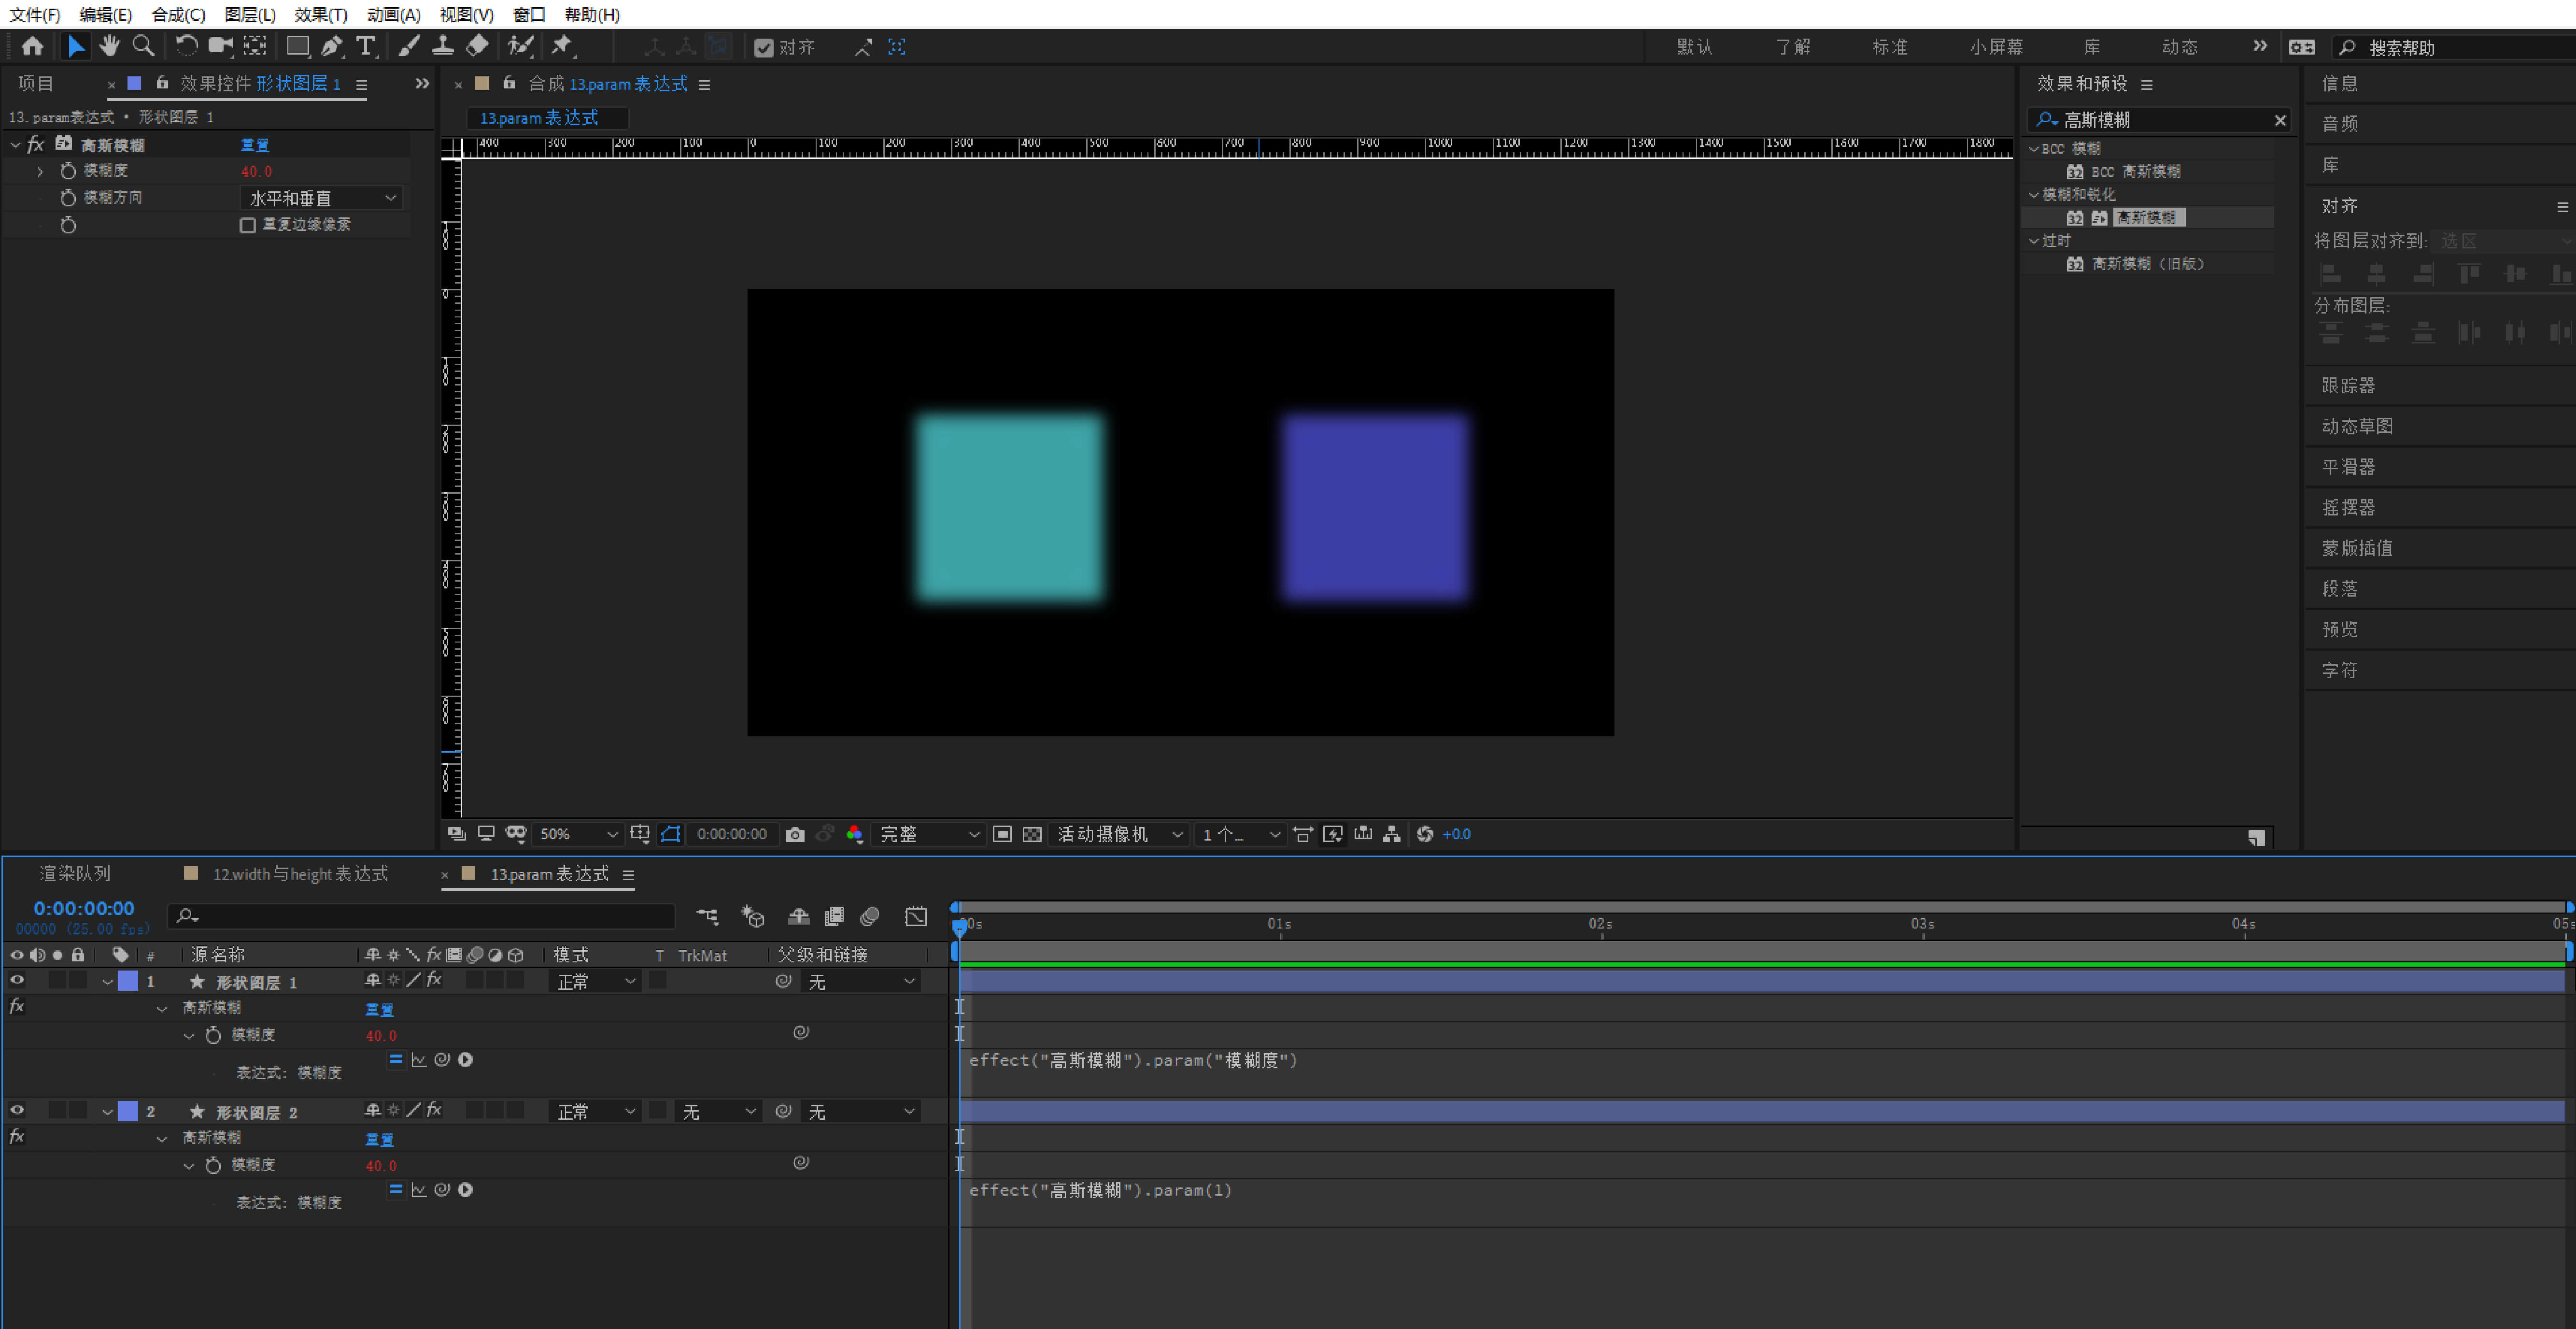 文件(F) 编辑(E) 合成(C) 图层(L) 效果(T) 动画(A) 视图(V) 窗口 帮助(H)
对齐 默认 了解 标准 小屏幕 库 动态 搜索帮助
项目 效果控件 形状图层 1
13. param表达式 • 形状图层 1
fx 高斯模糊 重置
模糊度 40.0
模糊方向 水平和垂直
重复边缘像素
合成 13.param 表达式
13.param 表达式
400 300 200 100 0 100 200 300 400 500 600 700 800 900 1000 1100 1200 1300 1400 1500 1600 1700 1800
50% 0:00:00:00 完整 活动摄像机 1个... +0.0
效果和预设
高斯模糊
BCC 模糊
32 BCC 高斯模糊
模糊和锐化
32 高斯模糊
过时
32 高斯模糊（旧版）
信息
音频
库
对齐
将图层对齐到: 选区
分布图层:
跟踪器
动态草图
平滑器
摇摆器
蒙版插值
段落
预览
字符
渲染队列 12.width与height 表达式 13.param 表达式
0:00:00:00
00000 (25.00 fps)
00s 01s 02s 03s 04s 05s
# 源名称 fx 模式 T TrkMat 父级和链接
1 形状图层 1 fx 正常 无
fx 高斯模糊 重置
模糊度 40.0
表达式: 模糊度 effect("高斯模糊").param("模糊度")
2 形状图层 2 fx 正常 无 无
fx 高斯模糊 重置
模糊度 40.0
表达式: 模糊度 effect("高斯模糊").param(1)